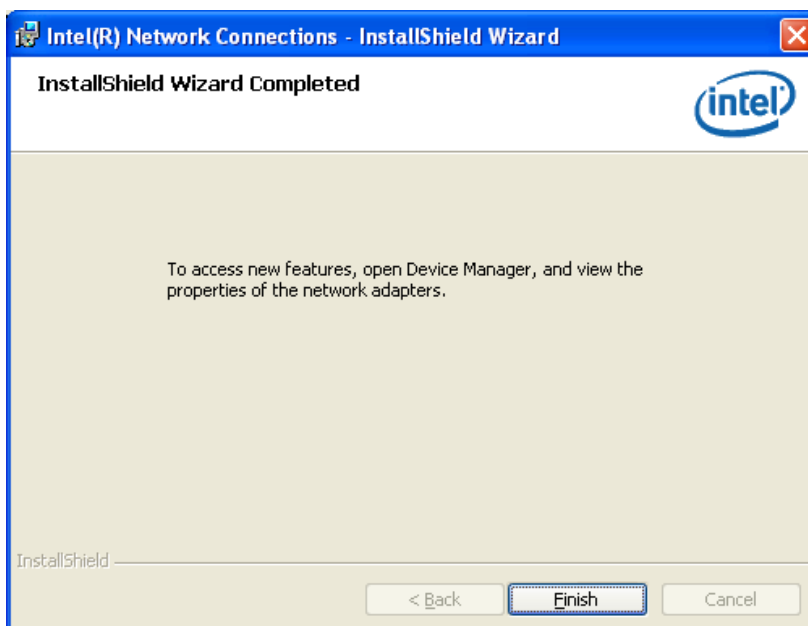 Intel(R) Network Connections - InstallShield Wizard
InstallShield Wizard Completed
intel
To access new features, open Device Manager, and view the
properties of the network adapters.
InstallShield
< Back
Finish
Cancel